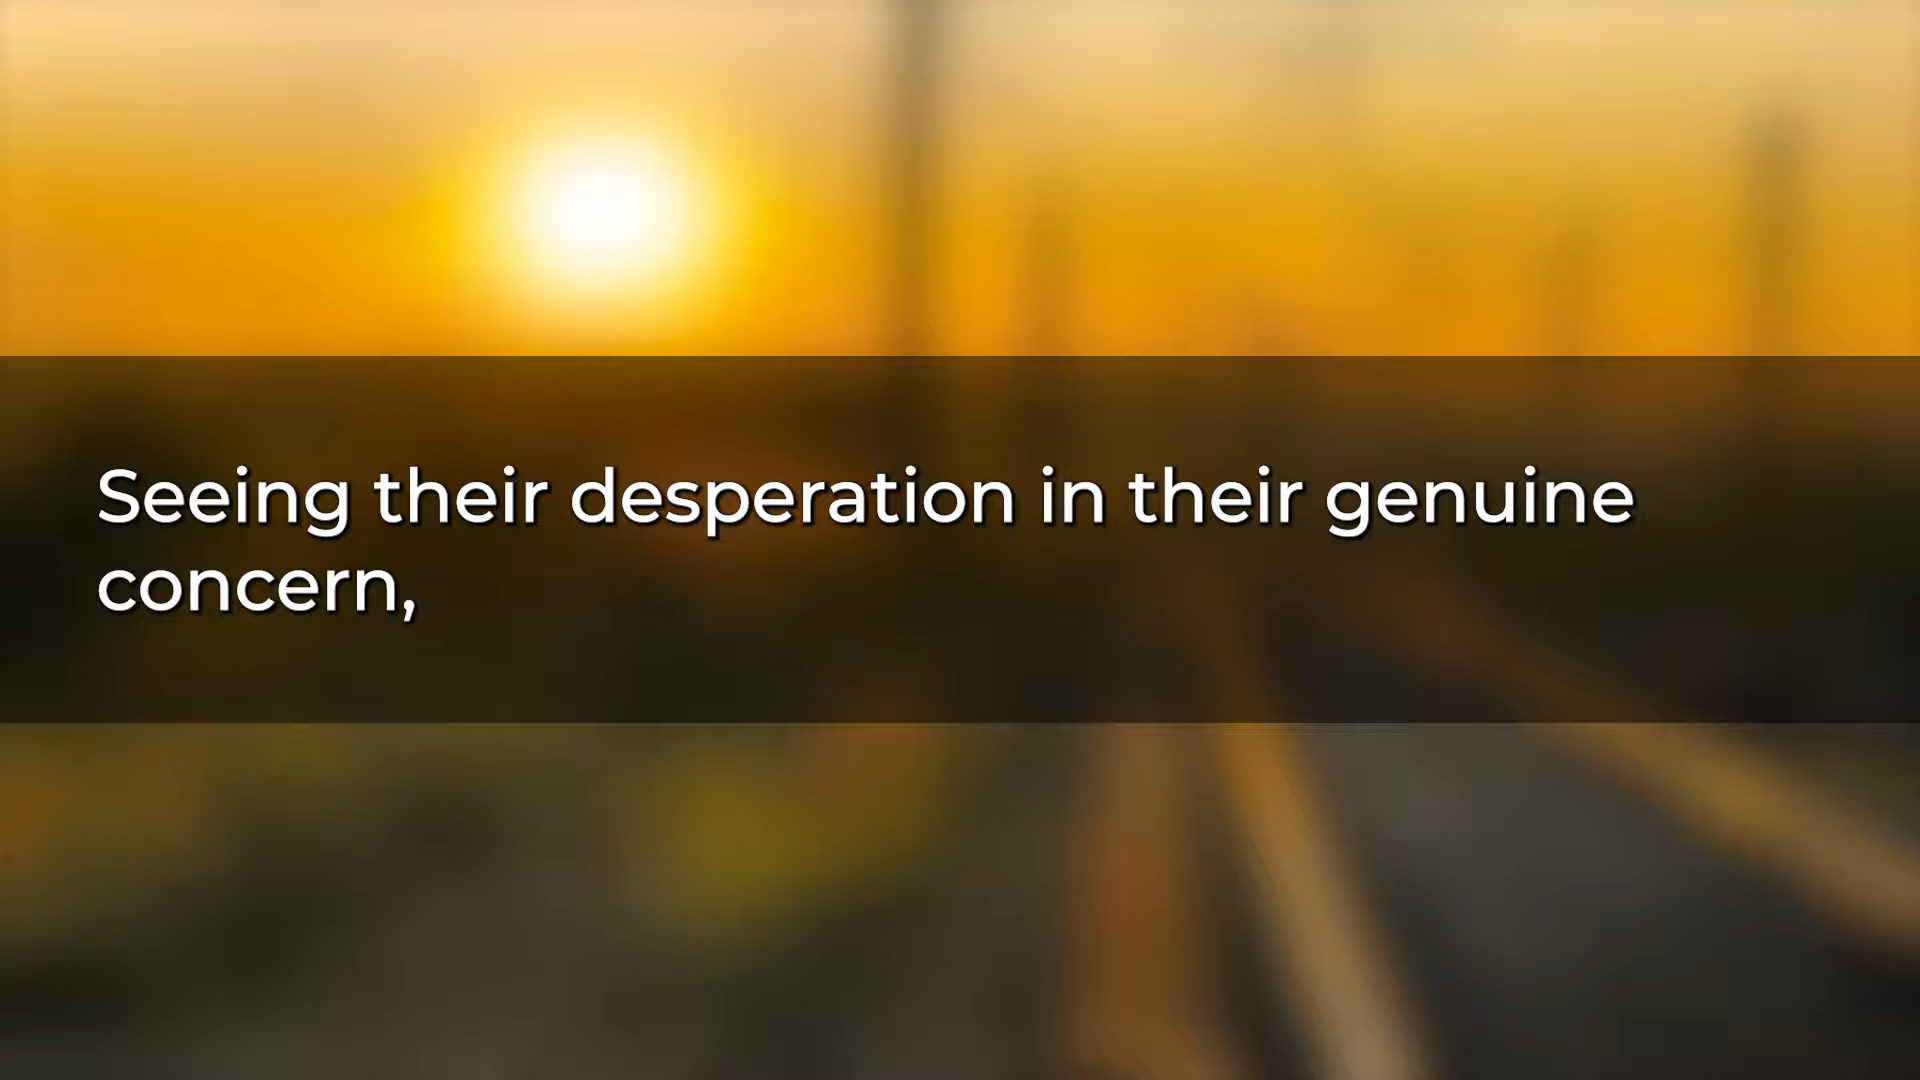 Seeing their desperation in their genuine
concern,